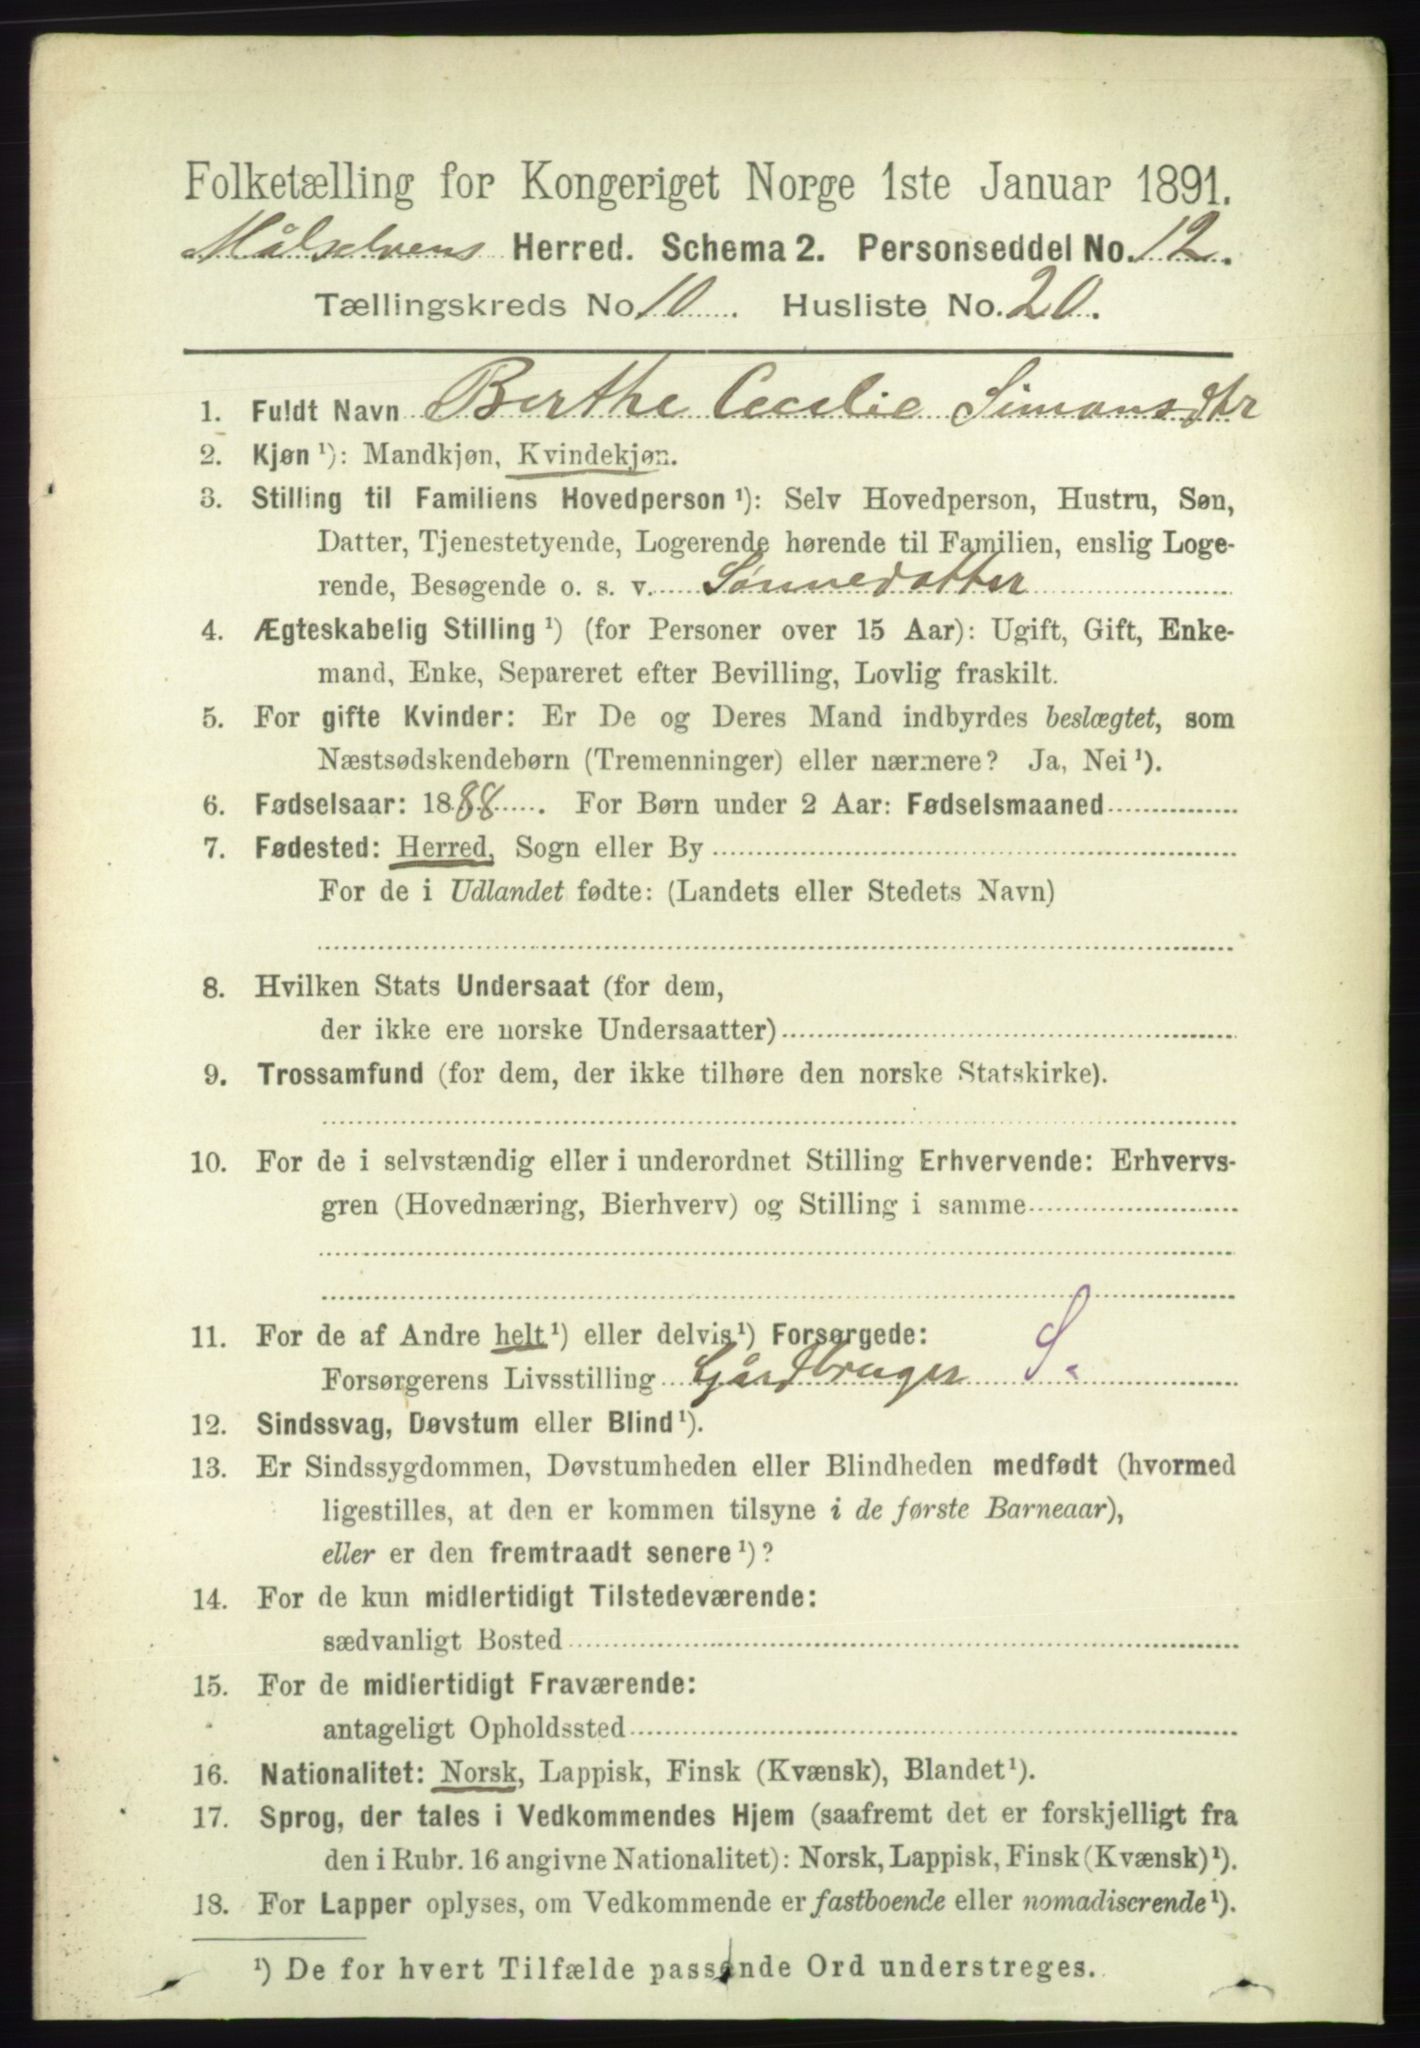 Folketælling for Kongeriget Norge 1ste Januar 1891.
Målselvens Herred. Schema 2. Personseddel No. 12.
Tællingskreds No 10. Husliste No. 20.
1. Fuldt Navn Berthe Cecelie Simonsdtr
2. Kjøn ¹): Mandkjøn, Kvindekjøn.
3. Stilling til Familiens Hovedperson ¹): Selv Hovedperson, Hustru, Søn,
Datter, Tjenestetyende, Logerende hørende til Familien, enslig Loge-
rende, Besøgende o. s. v. Sønnedatter
4. Ægteskabelig Stilling ¹) (for Personer over 15 Aar): Ugift, Gift, Enke-
mand, Enke, Separeret efter Bevilling, Lovlig fraskilt.
5. For gifte Kvinder: Er De og Deres Mand indbyrdes beslægtet, som
Næstsødskendebørn (Tremenninger) eller nærmere? Ja, Nei ¹).
6. Fødselsaar: 1888. For Børn under 2 Aar: Fødselsmaaned
7. Fødested: Herred, Sogn eller By
For de i Udlandet fødte: (Landets eller Stedets Navn)
8. Hvilken Stats Undersaat (for dem,
der ikke ere norske Undersaatter)
9. Trossamfund (for dem, der ikke tilhøre den norske Statskirke).
10. For de i selvstændig eller i underordnet Stilling Erhvervende: Erhvervs-
gren (Hovednæring, Bierhverv) og Stilling i samme
11. For de af Andre helt ¹) eller delvis ¹) Forsørgede:
Forsørgerens Livsstilling Gårdbruger S.
12. Sindssvag, Døvstum eller Blind ¹).
13. Er Sindssygdommen, Døvstumheden eller Blindheden medfødt (hvormed
ligestilles, at den er kommen tilsyne i de første Barneaar),
eller er den fremtraadt senere ¹)?
14. For de kun midlertidigt Tilstedeværende:
sædvanligt Bosted
15. For de midlertidigt Fraværende:
antageligt Opholdssted
16. Nationalitet: Norsk, Lappisk, Finsk (Kvænsk), Blandet ¹).
17. Sprog, der tales i Vedkommendes Hjem (saafremt det er forskjelligt fra
den i Rubr. 16 angivne Nationalitet): Norsk, Lappisk, Finsk (Kvænsk) ¹).
18. For Lapper oplyses, om Vedkommende er fastboende eller nomadiserende ¹).
¹) De for hvert Tilfælde passende Ord understreges.